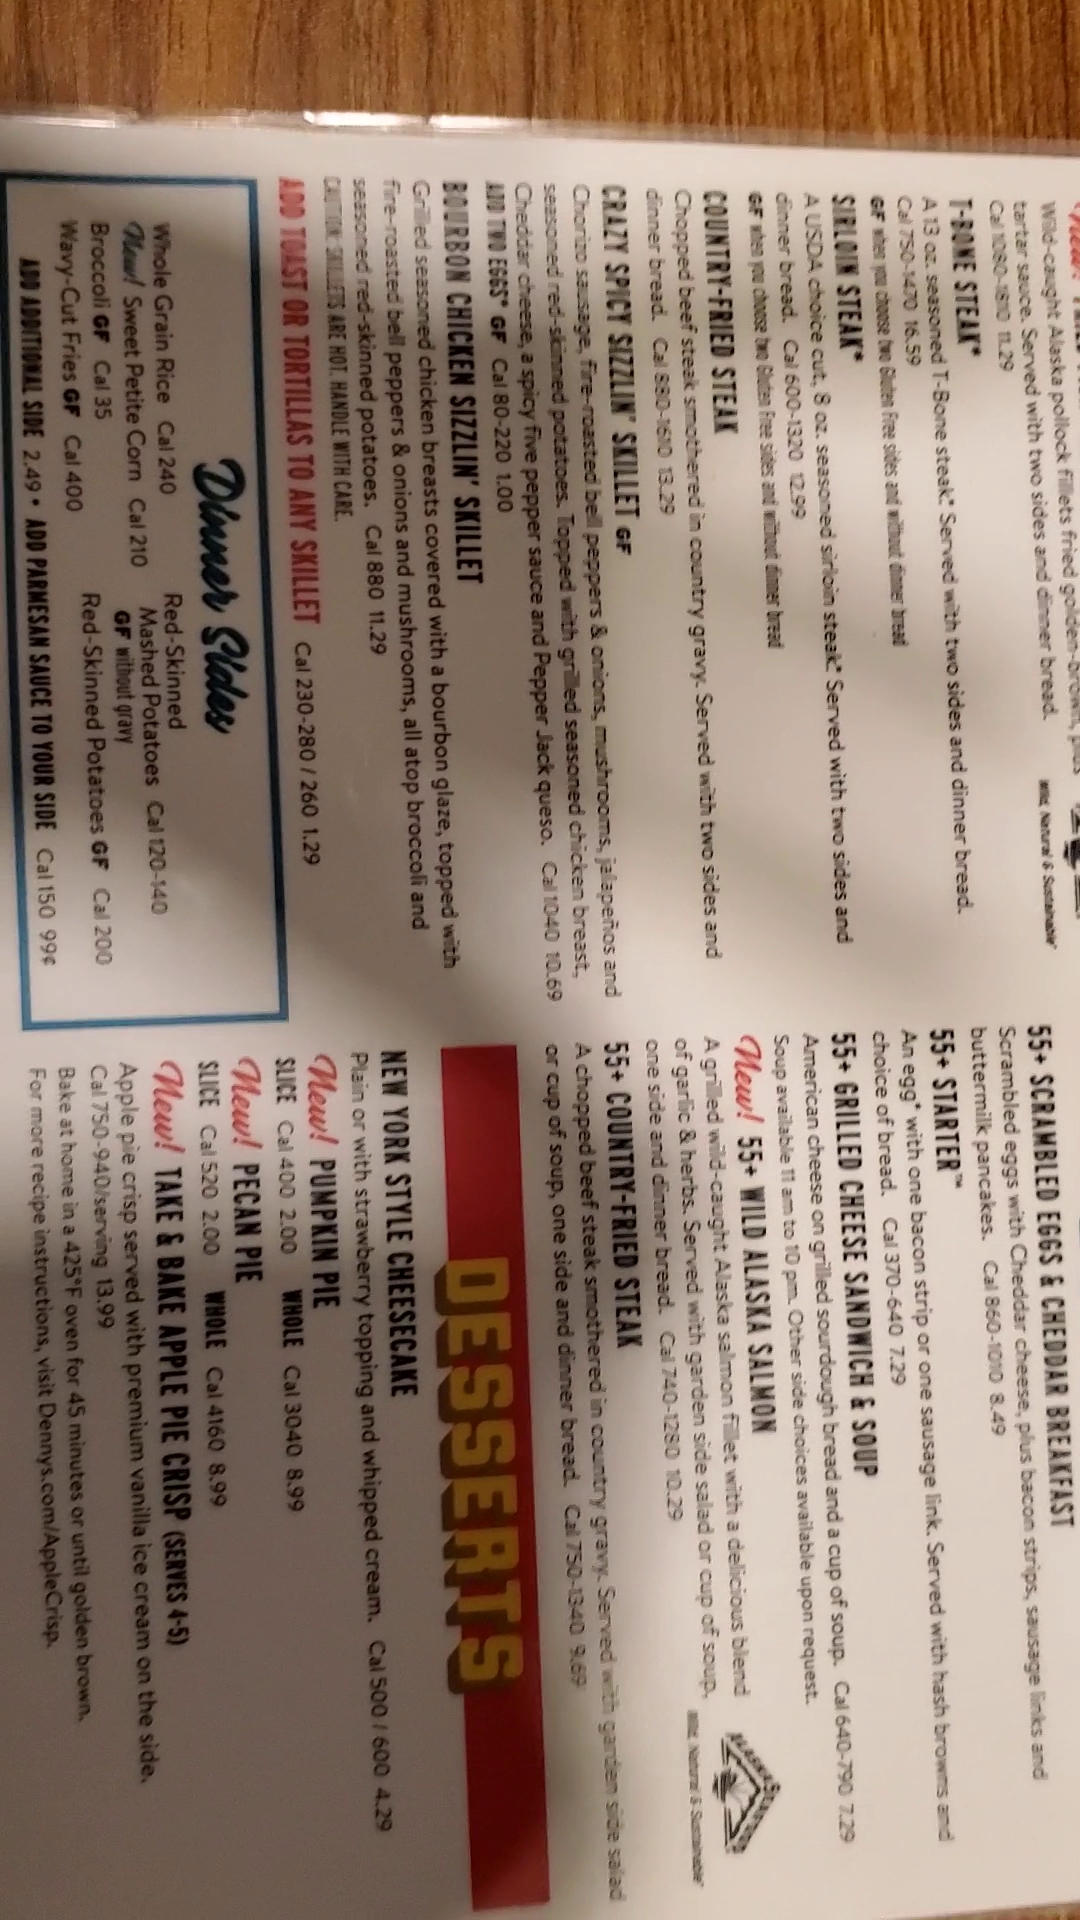 Wild-caught Alaska pollock fillets fried golden-brown, plus
tartar sauce. Served with two sides and dinner bread.
Cal 1080-1810 11.29
Wild, Natural & Sustainable®
T-BONE STEAK*
A 13 oz. seasoned T-Bone steak.* Served with two sides and dinner bread.
Cal 750-1470 16.59
GF when you choose two Gluten Free sides and without dinner bread
SIRLOIN STEAK*
A USDA choice cut, 8 oz. seasoned sirloin steak.* Served with two sides and
dinner bread. Cal 600-1320 12.99
GF when you choose two Gluten Free sides and without dinner bread
COUNTRY-FRIED STEAK
Chopped beef steak smothered in country gravy. Served with two sides and
dinner bread. Cal 880-1610 13.29
CRAZY SPICY SIZZLIN' SKILLET GF
Chorizo sausage, fire-roasted bell peppers & onions, mushrooms, jalapeños and
seasoned red-skinned potatoes. Topped with grilled seasoned chicken breast,
Cheddar cheese, a spicy five pepper sauce and Pepper Jack queso. Cal 1040 10.69
ADD TWO EGGS* GF Cal 80-220 1.00
BOURBON CHICKEN SIZZLIN' SKILLET
Grilled seasoned chicken breasts covered with a bourbon glaze, topped with
fire-roasted bell peppers & onions and mushrooms, all atop broccoli and
seasoned red-skinned potatoes. Cal 880 11.29
CAUTION: SKILLETS ARE HOT. HANDLE WITH CARE.
ADD TOAST OR TORTILLAS TO ANY SKILLET Cal 230-280 / 260 1.29
Dinner Sides
Whole Grain Rice Cal 240
New! Sweet Petite Corn Cal 210
Broccoli GF Cal 35
Wavy-Cut Fries GF Cal 400
Red-Skinned
Mashed Potatoes Cal 120-140
GF without gravy
Red-Skinned Potatoes GF Cal 200
ADD ADDITIONAL SIDE 2.49 • ADD PARMESAN SAUCE TO YOUR SIDE Cal 150 99¢
55+ SCRAMBLED EGGS & CHEDDAR BREAKFAST
Scrambled eggs with Cheddar cheese, plus bacon strips, sausage links and
buttermilk pancakes. Cal 860-1010 8.49
55+ STARTER™
An egg* with one bacon strip or one sausage link. Served with hash browns and
choice of bread. Cal 370-640 7.29
55+ GRILLED CHEESE SANDWICH & SOUP
American cheese on grilled sourdough bread and a cup of soup. Cal 640-790 7.29
Soup available 11 am to 10 pm. Other side choices available upon request.
New! 55+ WILD ALASKA SALMON
A grilled wild-caught Alaska salmon fillet with a delicious blend
of garlic & herbs. Served with garden side salad or cup of soup,
one side and dinner bread. Cal 740-1280 10.29
ALASKA SEAFOOD
Wild, Natural & Sustainable®
55+ COUNTRY-FRIED STEAK
A chopped beef steak smothered in country gravy. Served with garden side salad
or cup of soup, one side and dinner bread. Cal 750-1340 9.69
DESSERTS
NEW YORK STYLE CHEESECAKE
Plain or with strawberry topping and whipped cream. Cal 500 / 600 4.29
New! PUMPKIN PIE
SLICE Cal 400 2.00 WHOLE Cal 3040 8.99
New! PECAN PIE
SLICE Cal 520 2.00 WHOLE Cal 4160 8.99
New! TAKE & BAKE APPLE PIE CRISP (SERVES 4-5)
Apple pie crisp served with premium vanilla ice cream on the side.
Cal 750-940/serving 13.99
Bake at home in a 425°F oven for 45 minutes or until golden brown.
For more recipe instructions, visit Dennys.com/AppleCrisp.